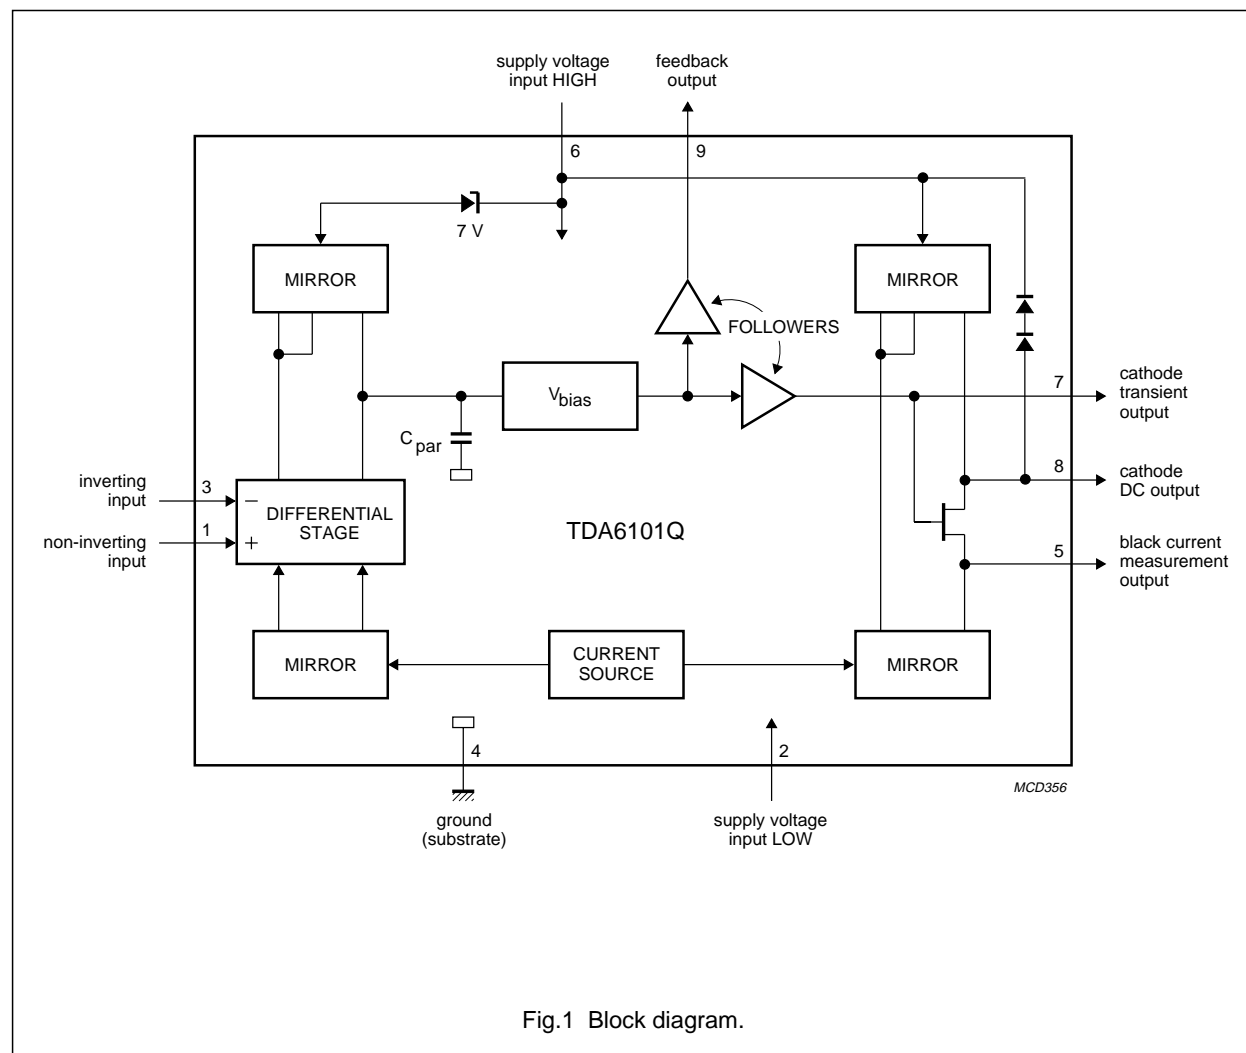 supply voltage
input HIGH
feedback
output
6
9
7 V
MIRROR
MIRROR
FOLLOWERS
Vbias
Cpar
7
cathode
transient
output
8
cathode
DC output
inverting
input
3
−
DIFFERENTIAL
STAGE
TDA6101Q
non-inverting
input
1
+
5
black current
measurement
output
MIRROR
CURRENT
SOURCE
MIRROR
4
2
MCD356
ground
(substrate)
supply voltage
input LOW
Fig.1 Block diagram.